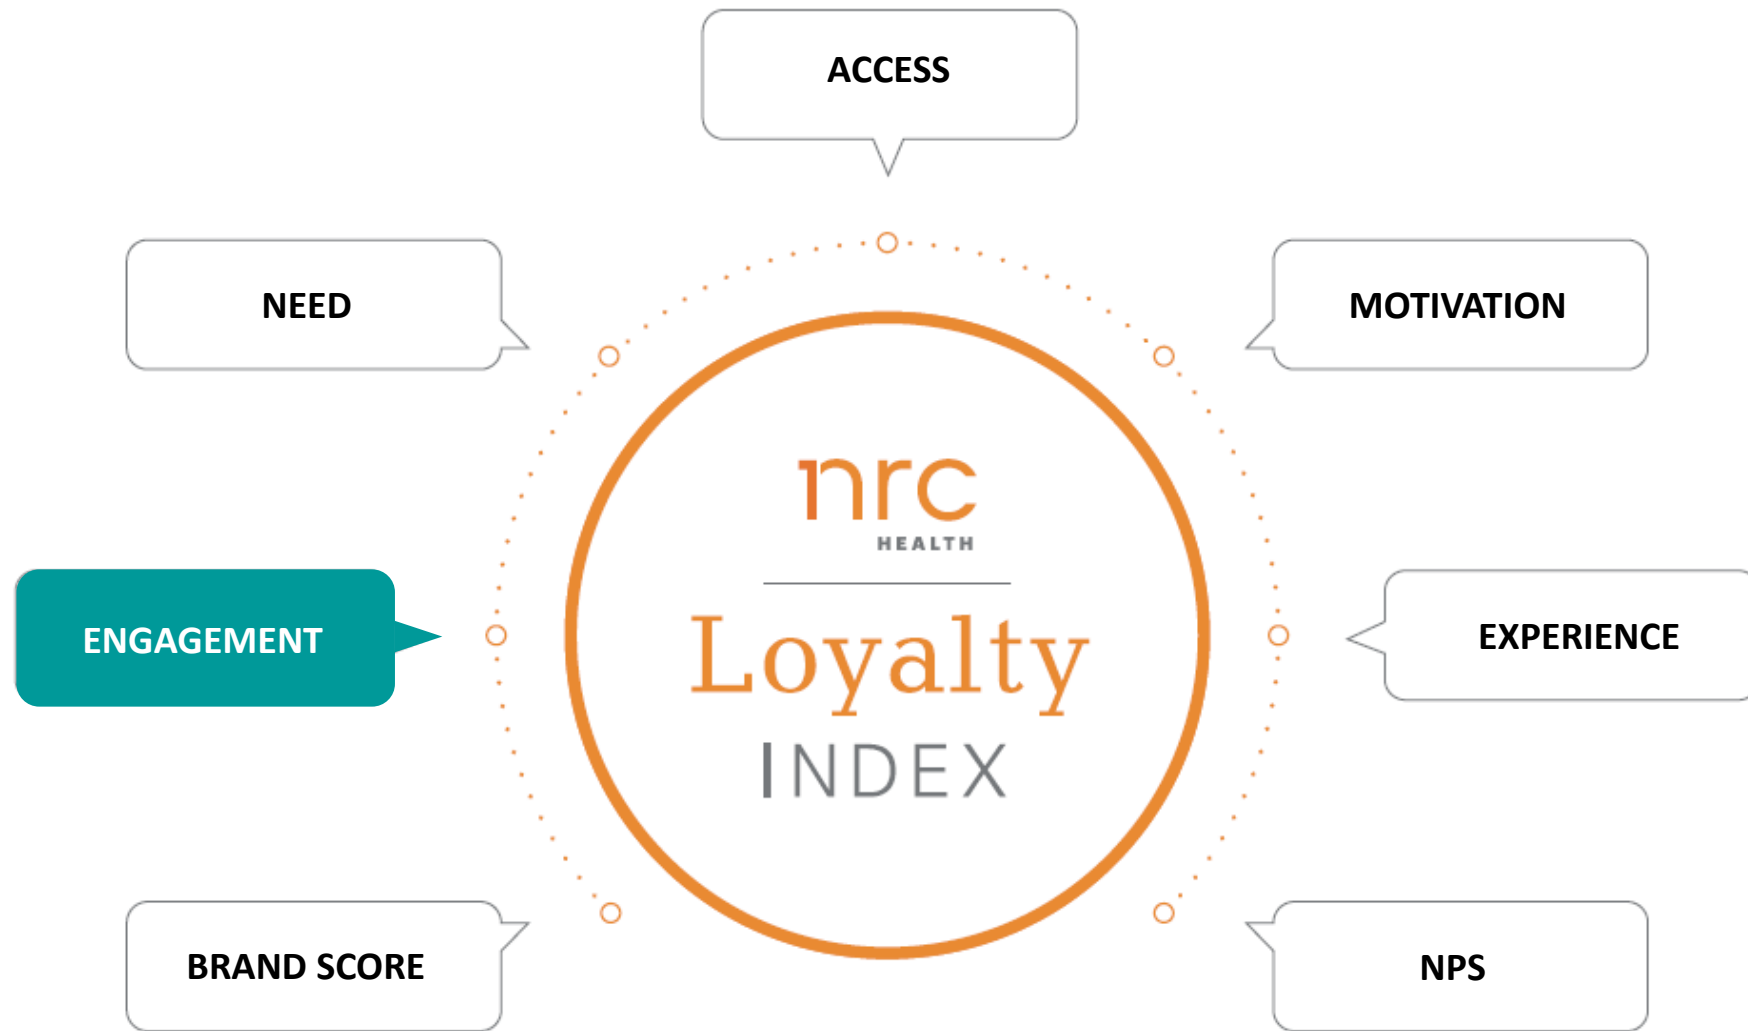 ACCESS
NEED
MOTIVATION
nrc
HEALTH
Loyalty
INDEX
ENGAGEMENT
EXPERIENCE
BRAND SCORE
NPS